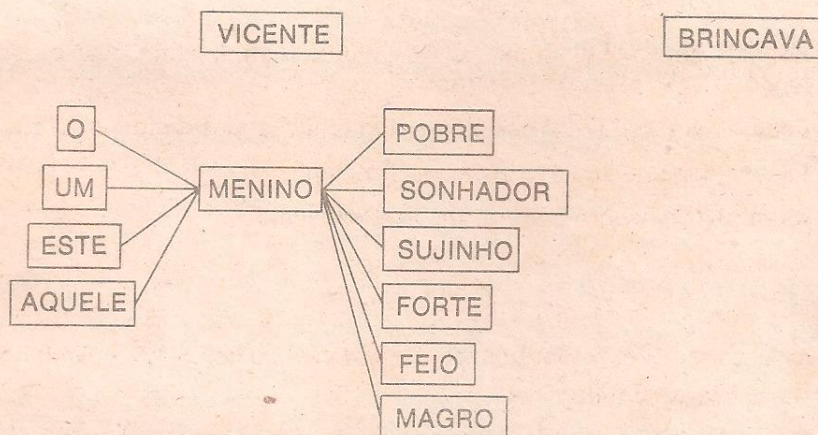 VICENTE BRINCAVA
O
UM
ESTE
AQUELE
MENINO
POBRE
SONHADOR
SUJINHO
FORTE
FEIO
MAGRO